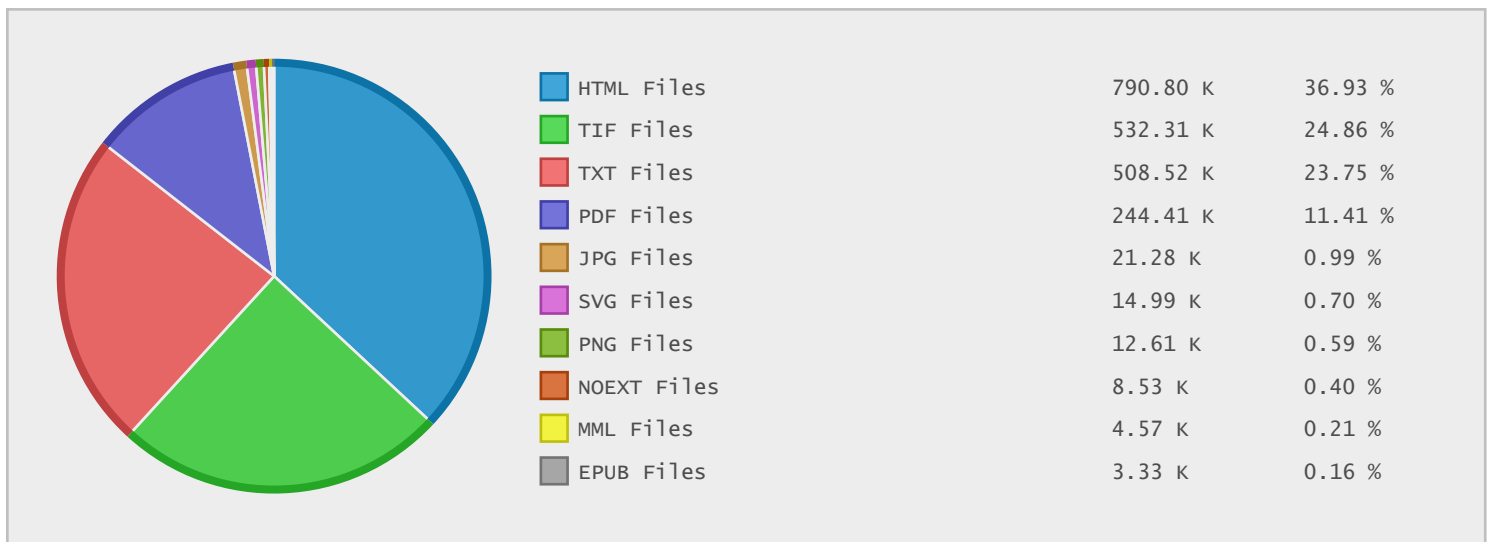 HTML Files 790.80 K 36.93 %
TIF Files 532.31 K 24.86 %
TXT Files 508.52 K 23.75 %
PDF Files 244.41 K 11.41 %
JPG Files 21.28 K 0.99 %
SVG Files 14.99 K 0.70 %
PNG Files 12.61 K 0.59 %
NOEXT Files 8.53 K 0.40 %
MML Files 4.57 K 0.21 %
EPUB Files 3.33 K 0.16 %